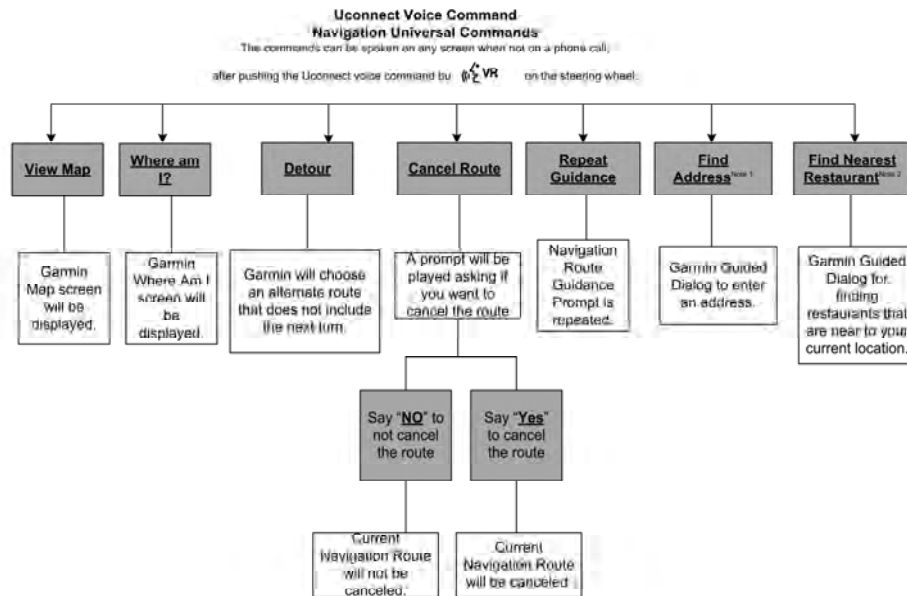 Uconnect Voice Command
Navigation Universal Commands
The commands can be spoken on any screen when not on a phone call,
after pushing the Uconnect voice command by VR on the steering wheel.
View Map
Where am
I?
Detour
Cancel Route
Repeat
Guidance
Find
Address Note 1
Find Nearest
Restaurant Note 2
Garmin
Map screen
will be
displayed.
Garmin
Where Am I
screen will
be
displayed.
Garmin will choose
an alternate route
that does not include
the next turn.
A prompt will be
played asking if
you want to
cancel the route
Navigation
Route
Guidance
Prompt is
repeated.
Garmin Guided
Dialog to enter
an address.
Garmin Guided
Dialog for
finding
restaurants that
are near to your
current location.
Say "NO" to
not cancel
the route
Say "Yes"
to cancel
the route
Current
Navigation Route
will not be
canceled.
Current
Navigation Route
will be canceled